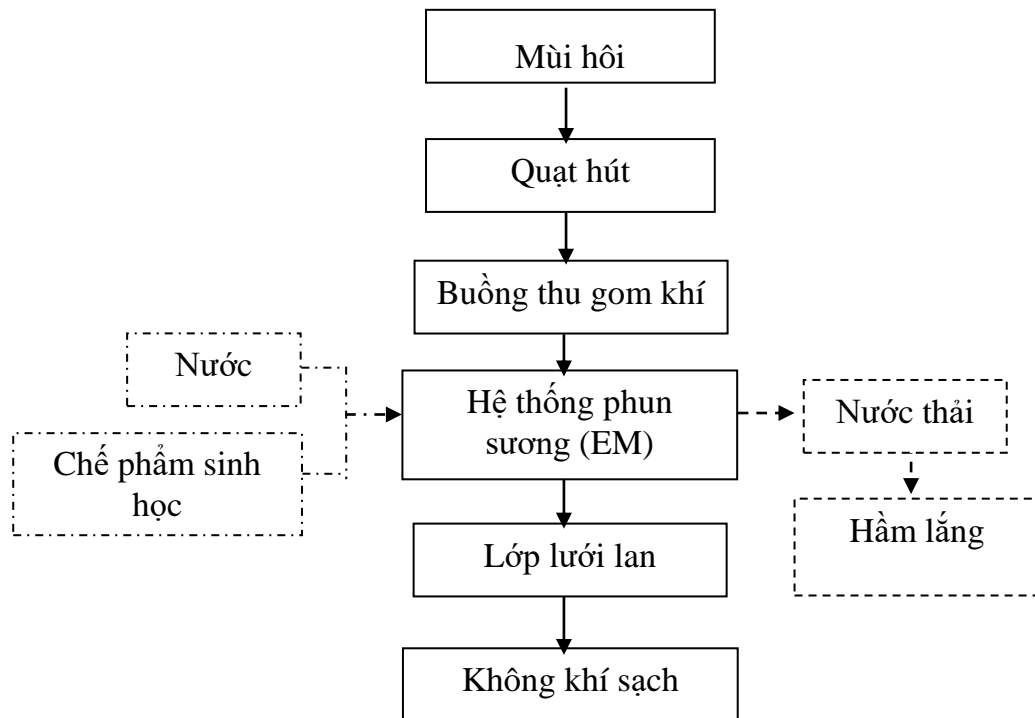 Mùi hôi
Quạt hút
Buồng thu gom khí
Nước
Chế phẩm sinh
học
Hệ thống phun
sương (EM)
Nước thải
Hầm lắng
Lớp lưới lan
Không khí sạch